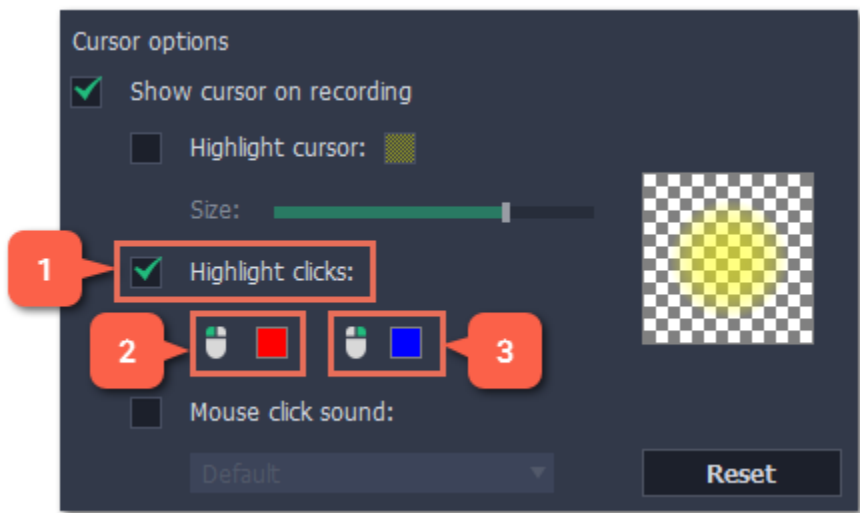 Cursor options
Show cursor on recording
Highlight cursor:
Size:
1
Highlight clicks:
2
3
Mouse click sound:
Default
Reset